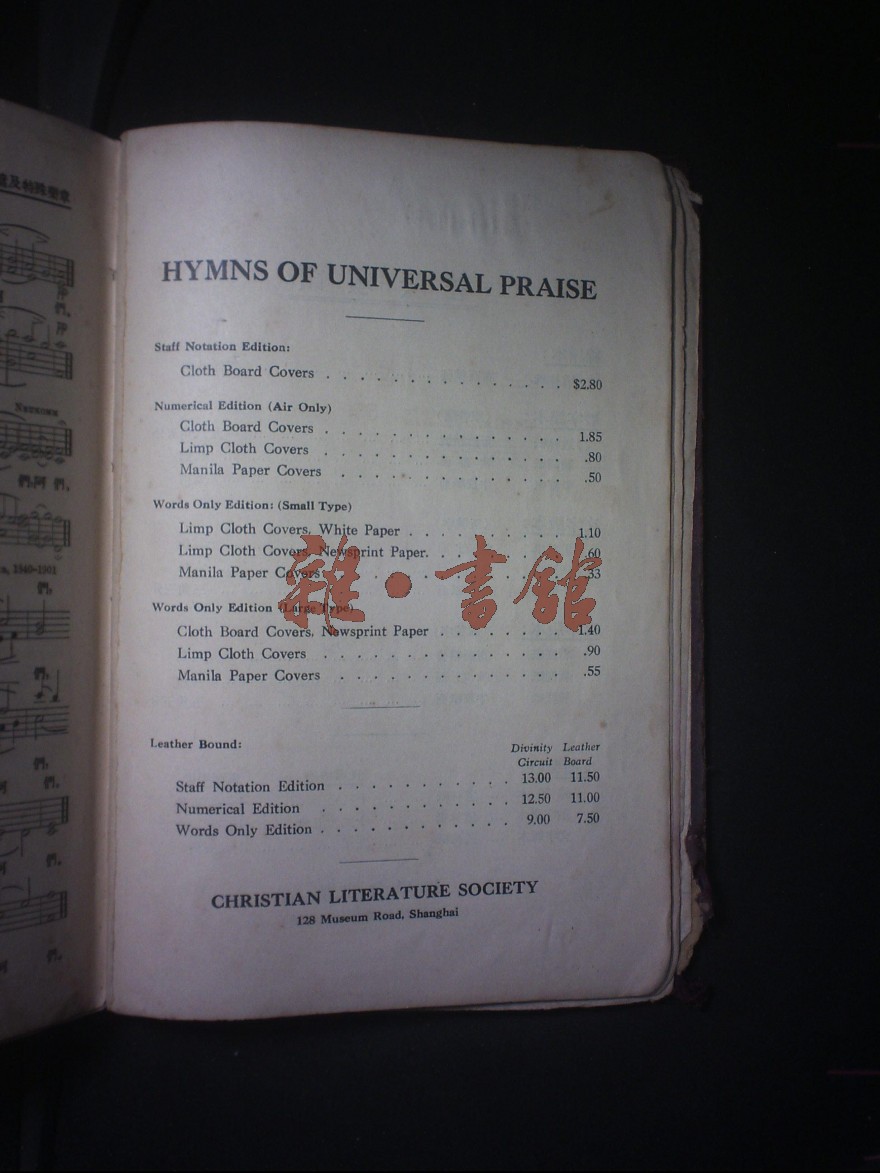 HYMNS OF UNIVERSAL PRAISE
Staff Notation Edition:
Cloth Board Covers . . . . . . . . . . . . . . . $2.80
Numerical Edition (Air Only)
Cloth Board Covers . . . . . . . . . . . . . . . 1.85
Limp Cloth Covers . . . . . . . . . . . . . . . .80
Manila Paper Covers . . . . . . . . . . . . . . .50
Words Only Edition: (Small Type)
Limp Cloth Covers, White Paper . . . . . . . . . . 1.10
Limp Cloth Covers, Newsprint Paper. . . . . . . . . .60
Manila Paper Covers . . . . . . . . . . . . . . .33
Words Only Edition (Large Type)
Cloth Board Covers, Newsprint Paper . . . . . . . . 1.40
Limp Cloth Covers . . . . . . . . . . . . . . . .90
Manila Paper Covers . . . . . . . . . . . . . . .55
Leather Bound:
Divinity Leather
Circuit Board
Staff Notation Edition . . . . . . . . . . 13.00 11.50
Numerical Edition . . . . . . . . . . . 12.50 11.00
Words Only Edition . . . . . . . . . . . 9.00 7.50
CHRISTIAN LITERATURE SOCIETY
128 Museum Road, Shanghai
雜·書館